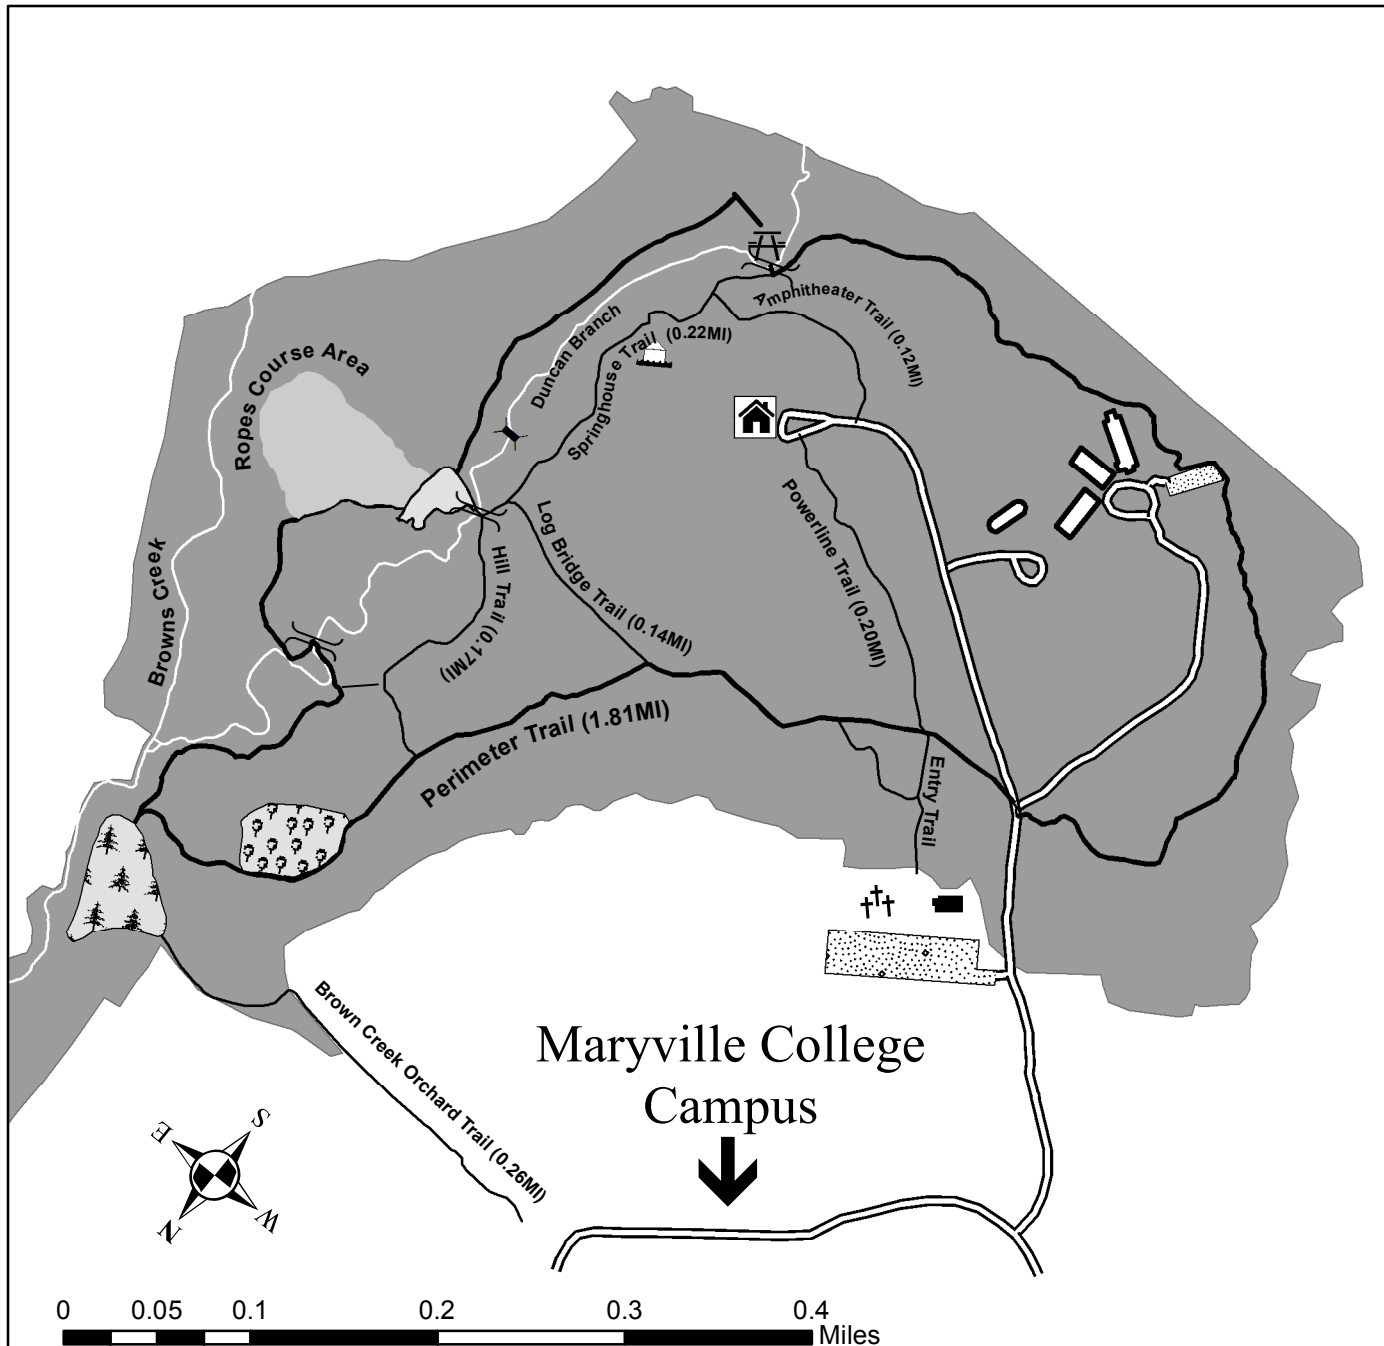 Amphitheater Trail (0.12MI)
Duncan Branch
Springhouse Trail (0.22MI)
Ropes Course Area
Powerline Trail (0.20MI)
Log Bridge Trail (0.14MI)
Hill Trail (0.17MI)
Browns Creek
Perimeter Trail (1.81MI)
Entry Trail
Brown Creek Orchard Trail (0.26MI)
Maryville College
Campus
S
E
W
N
0 0.05 0.1 0.2 0.3 0.4
Miles